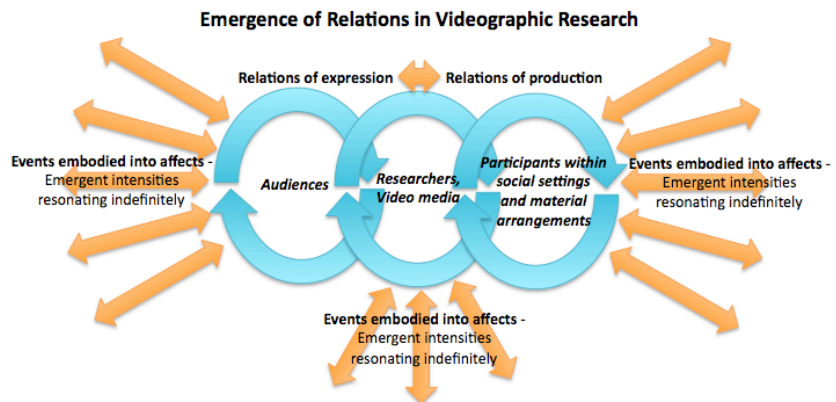 Emergence of Relations in Videographic Research
Relations of expression
Relations of production
Events embodied into affects -
Emergent intensities
resonating indefinitely
Audiences
Researchers,
Video media
Participants within
social settings
and material
arrangements
Events embodied into affects -
Emergent intensities
resonating indefinitely
Events embodied into affects -
Emergent intensities
resonating indefinitely